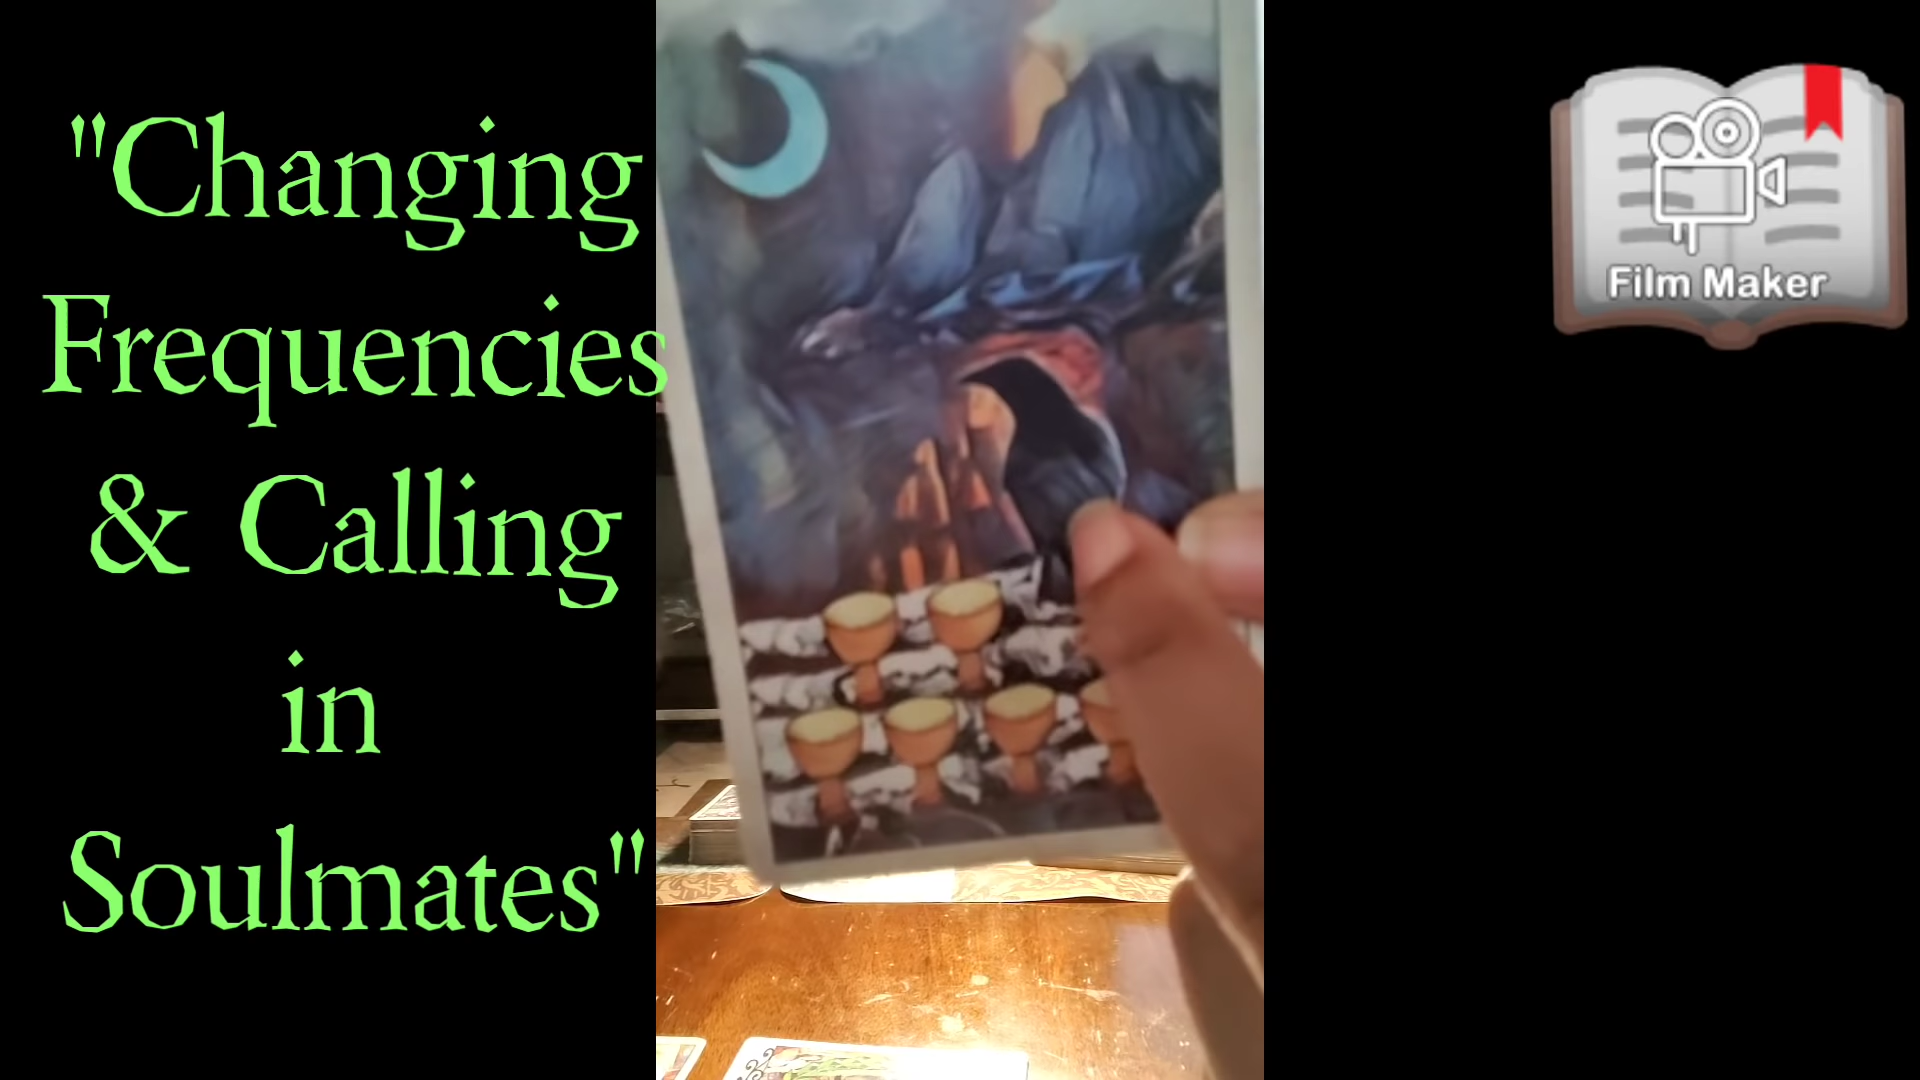 "Changing
Frequencies
& Calling
in
Soulmates"
Film Maker